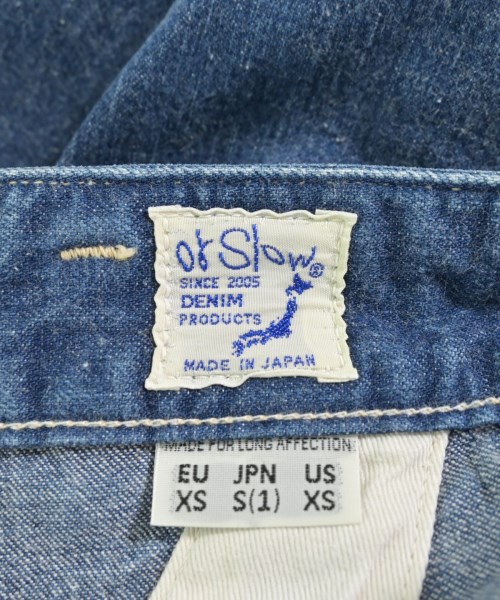 orSlow®
SINCE 2005
DENIM
PRODUCTS
MADE IN JAPAN
MADE FOR LONG AFFECTION
EU JPN US
XS S(1) XS